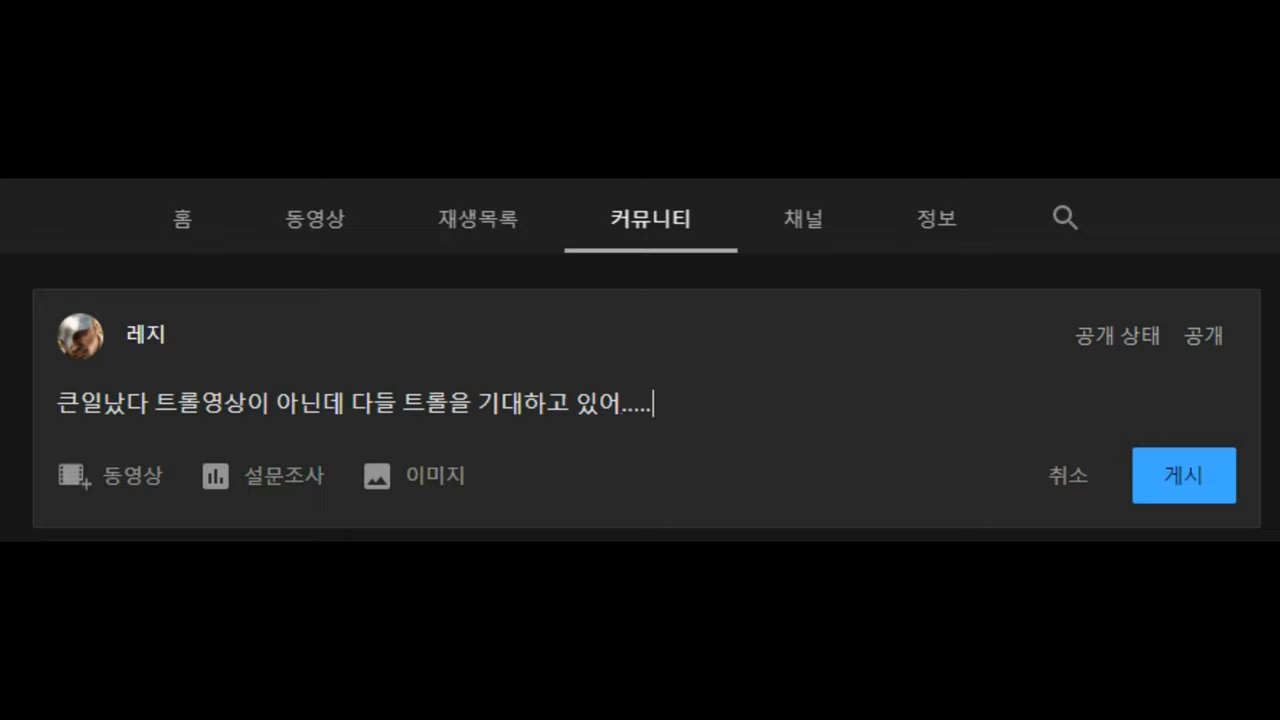 홈 동영상 재생목록 커뮤니티 채널 정보
레지 공개 상태 공개
큰일났다 트롤영상이 아닌데 다들 트롤을 기대하고 있어.....
동영상 설문조사 이미지 취소 게시